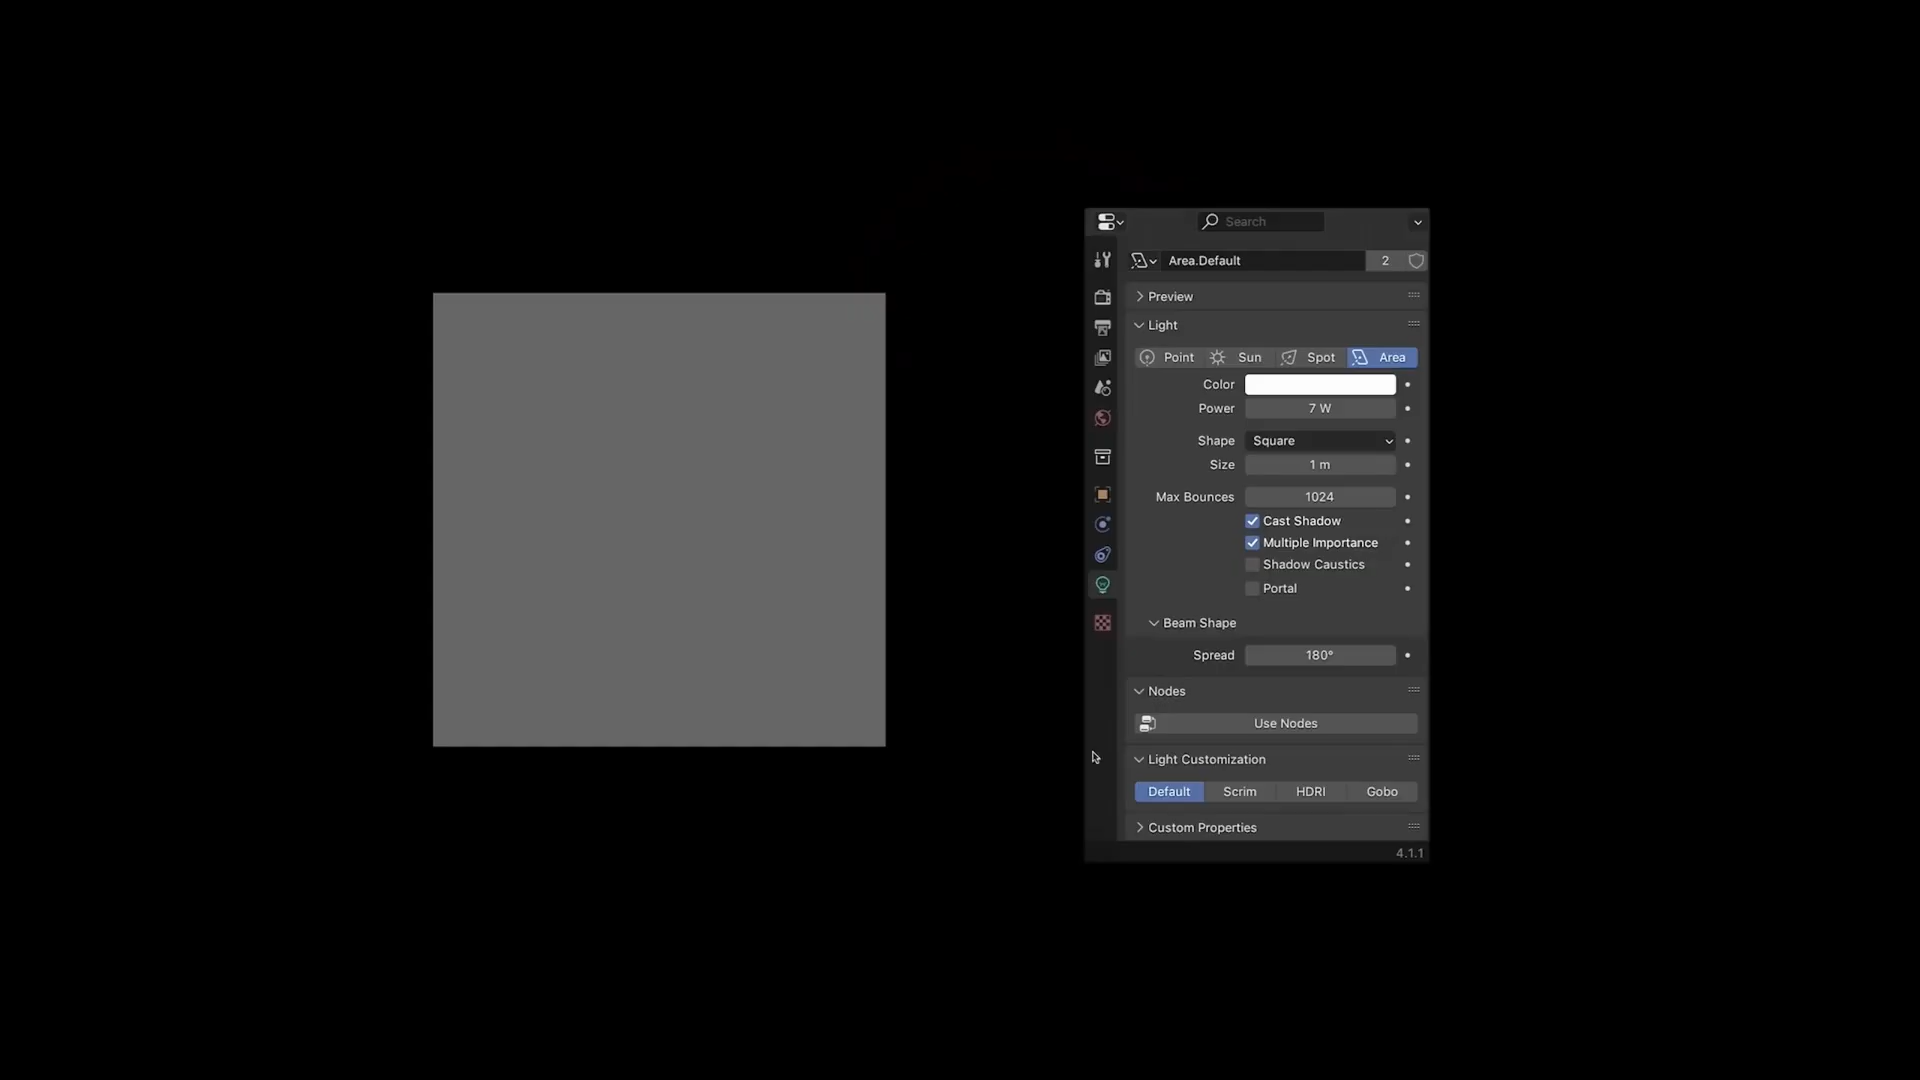 Search
Area.Default 2
Preview
Light
Point Sun Spot Area
Color
Power 7 W
Shape Square
Size 1 m
Max Bounces 1024
Cast Shadow
Multiple Importance
Shadow Caustics
Portal
Beam Shape
Spread 180°
Nodes
Use Nodes
Light Customization
Default Scrim HDRI Gobo
Custom Properties
4.1.1